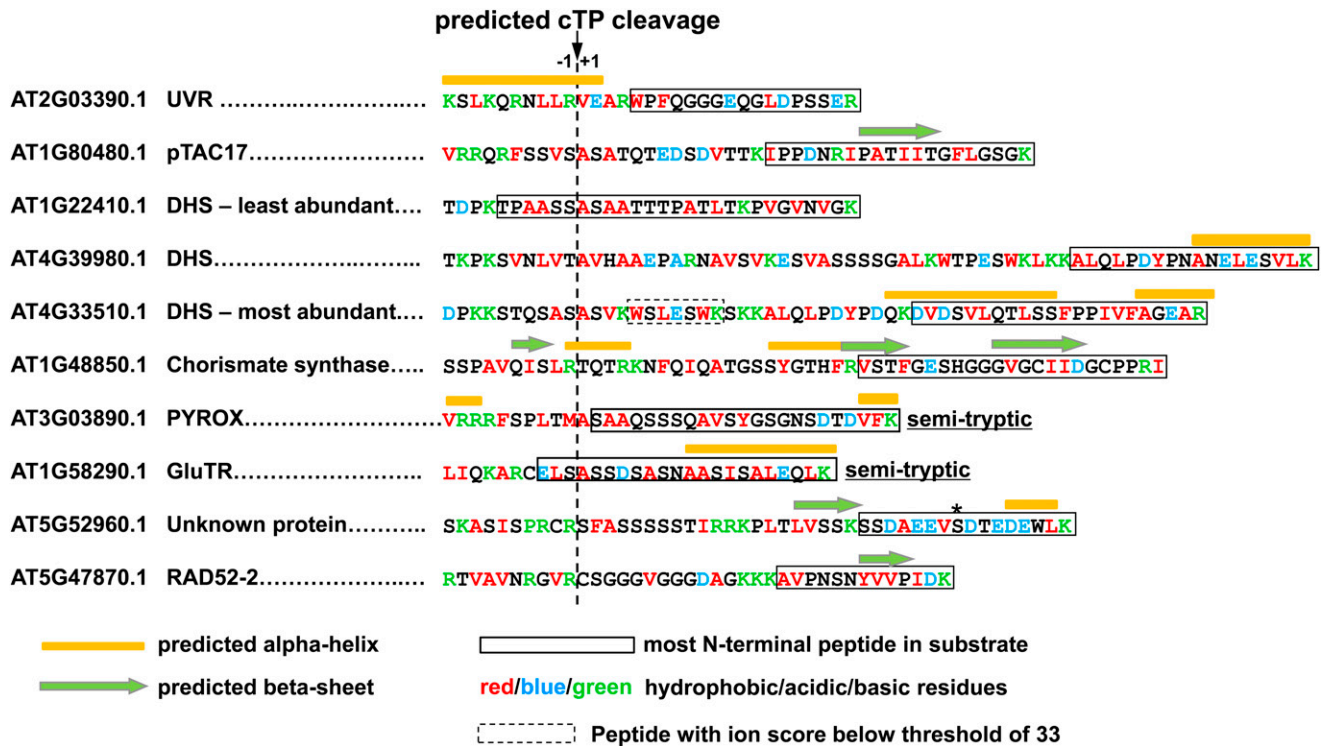 predicted cTP cleavage
-1 +1
AT2G03390.1 UVR ……………………… KSLKQRNLLRVEARWPFQGGGEQGLDPSSER
AT1G80480.1 pTAC17…………………… VRRQRFSSVSASATQTEDSDVTTKIPPDNRIPATIITGFLGSGK
AT1G22410.1 DHS – least abundant…. TDPKTPAASSASAATTTPATLTKPVGVNVGK
AT4G39980.1 DHS………………………… TKPKSVNLVTAVHAAEPARNAVSVKESVASSSSGALKWTPESWKLKKALQLPDYPNANELESVLK
AT4G33510.1 DHS – most abundant…. DPKKSTQSASASVKWSLESWKSKKALQLPDYPDQKDVDSVLQTLSSFPPIVFAGEAR
AT1G48850.1 Chorismate synthase….. SSPAVQISLRTQTRKNFQIQATGSSYGTHFRVSTFGESHGGGVGCIIDGCPPRI
AT3G03890.1 PYROX……………………… VRRRFSPLTMASAAQSSSQAVSYGSGNSDTDVFK semi-tryptic
AT1G58290.1 GluTR……………………... LIQKARCELSASSDSASNAASISALEQLK semi-tryptic
*
AT5G52960.1 Unknown protein……….. SKASISPRCRSFASSSSSTIRRKPLTLVSSKSSDAEEVSDTEDEWLK
AT5G47870.1 RAD52-2………………….. RTVAVNRGVRCSGGGVGGGDAGKKKAVPNSNYVVPIDK
predicted alpha-helix most N-terminal peptide in substrate
predicted beta-sheet red/blue/green hydrophobic/acidic/basic residues
Peptide with ion score below threshold of 33